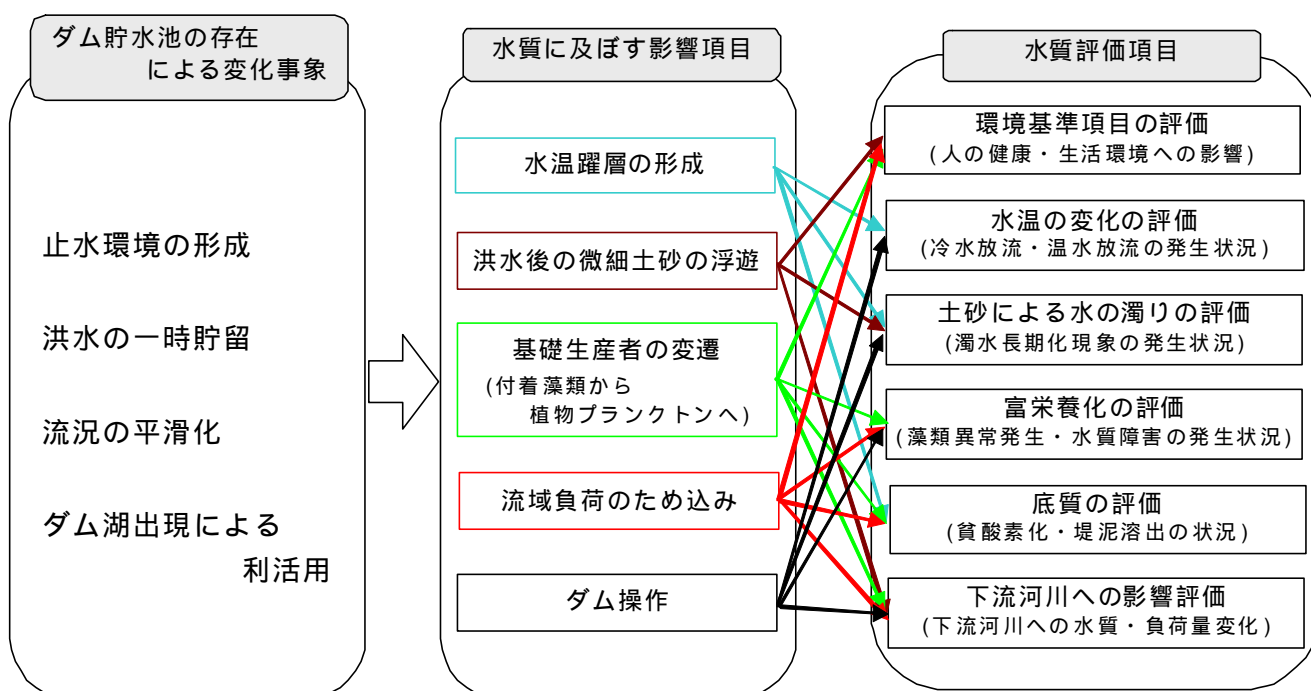 ダム貯水池の存在
による変化事象
止水環境の形成
洪水の一時貯留
流況の平滑化
ダム湖出現による
利活用
水質に及ぼす影響項目
水温躍層の形成
洪水後の微細土砂の浮遊
基礎生産者の変遷
(付着藻類から
植物プランクトンへ)
流域負荷のため込み
ダム操作
水質評価項目
環境基準項目の評価
(人の健康・生活環境への影響)
水温の変化の評価
(冷水放流・温水放流の発生状況)
土砂による水の濁りの評価
(濁水長期化現象の発生状況)
富栄養化の評価
(藻類異常発生・水質障害の発生状況)
底質の評価
(貧酸素化・堤泥溶出の状況)
下流河川への影響評価
(下流河川への水質・負荷量変化)